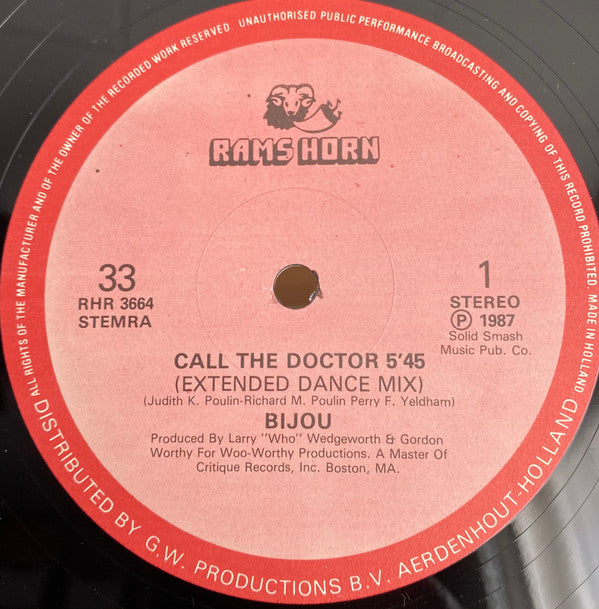 ALL RIGHTS OF THE MANUFACTURER AND OF THE OWNER OF THE RECORDED WORK RESERVED. UNAUTHORISED PUBLIC PERFORMANCE BROADCASTING AND COPYING OF THIS RECORD PROHIBITED. MADE IN HOLLAND
RAMS HORN
33
RHR 3664
STEMRA
1
STEREO
Ⓟ 1987
Solid Smash
Music Pub. Co.
CALL THE DOCTOR 5'45
(EXTENDED DANCE MIX)
(Judith K. Poulin-Richard M. Poulin Perry F. Yeldham)
BIJOU
Produced By Larry "Who" Wedgeworth & Gordon
Worthy For Woo-Worthy Productions. A Master Of
Critique Records, Inc. Boston, MA.
DISTRIBUTED BY G.W. PRODUCTIONS B.V. AERDENHOUT-HOLLAND